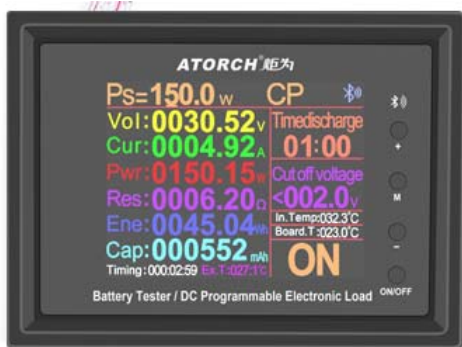 ATORCH®炬为
Ps=150.0 w CP
Vol:0030.52v Timedischarge
Cur:0004.92A 01:00
Pwr:0150.15w
Res:0006.20Ω Cut off voltage
Ene:0045.04Wh <002.0v
Cap:000552 mAh In.Temp:032.3℃
Board.T:023.0℃
Timing:000:02:59 Ex.T:027.1℃ ON
Battery Tester / DC Programmable Electronic Load
+
M
−
ON/OFF